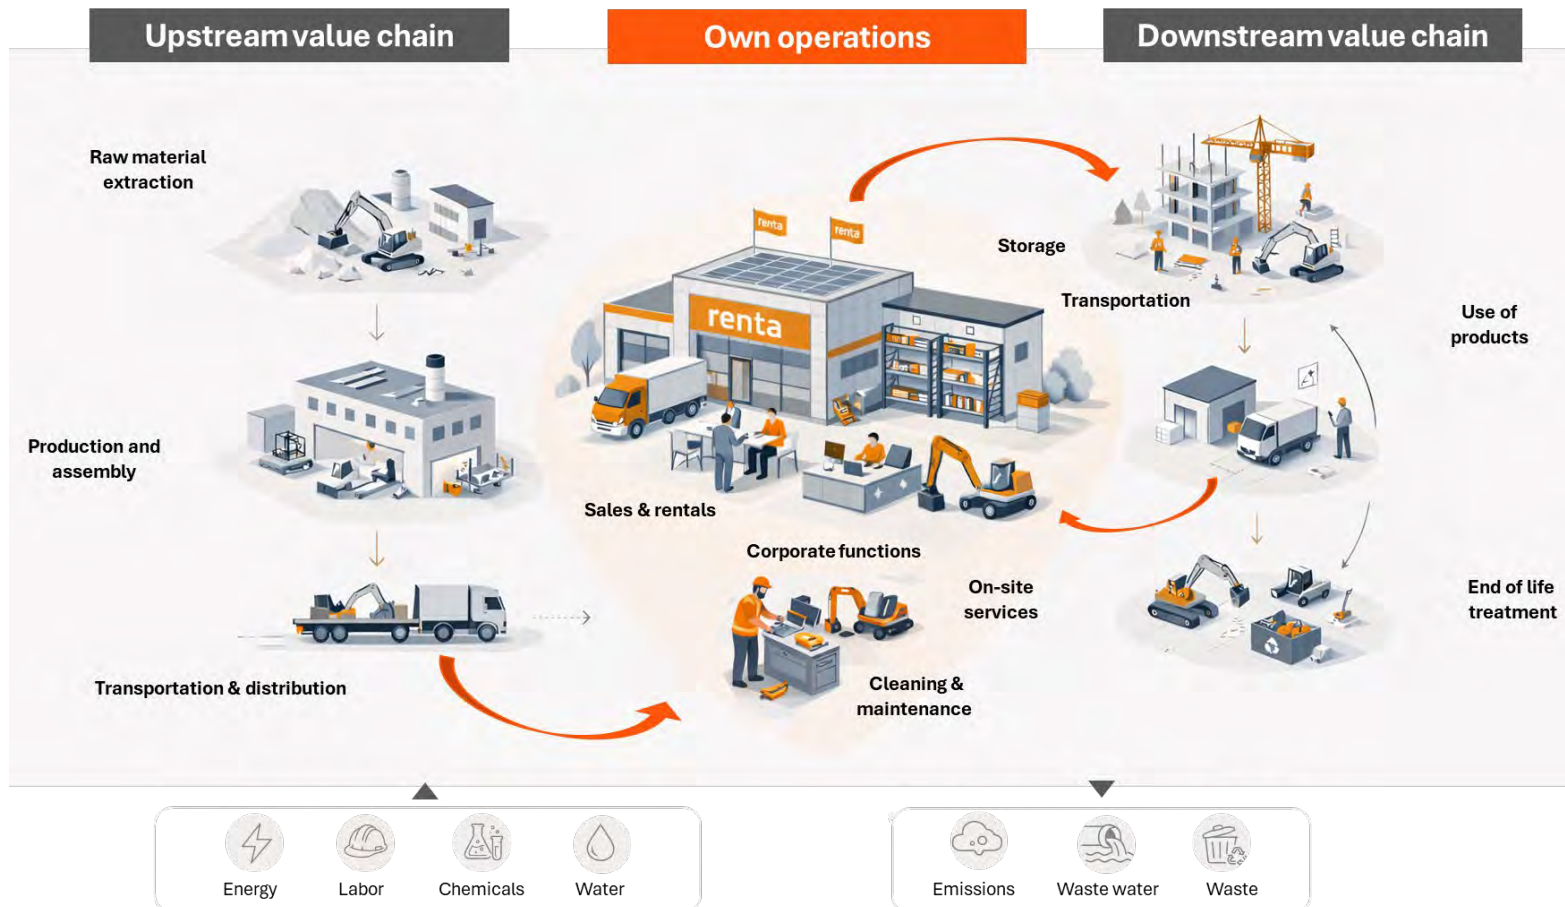 Upstream value chain
Own operations
Downstream value chain
Raw material
extraction
Production and
assembly
Transportation & distribution
renta
renta
renta
Storage
Transportation
Sales & rentals
Corporate functions
On-site
services
Cleaning &
maintenance
Use of
products
End of life
treatment
Energy
Labor
Chemicals
Water
Emissions
Waste water
Waste